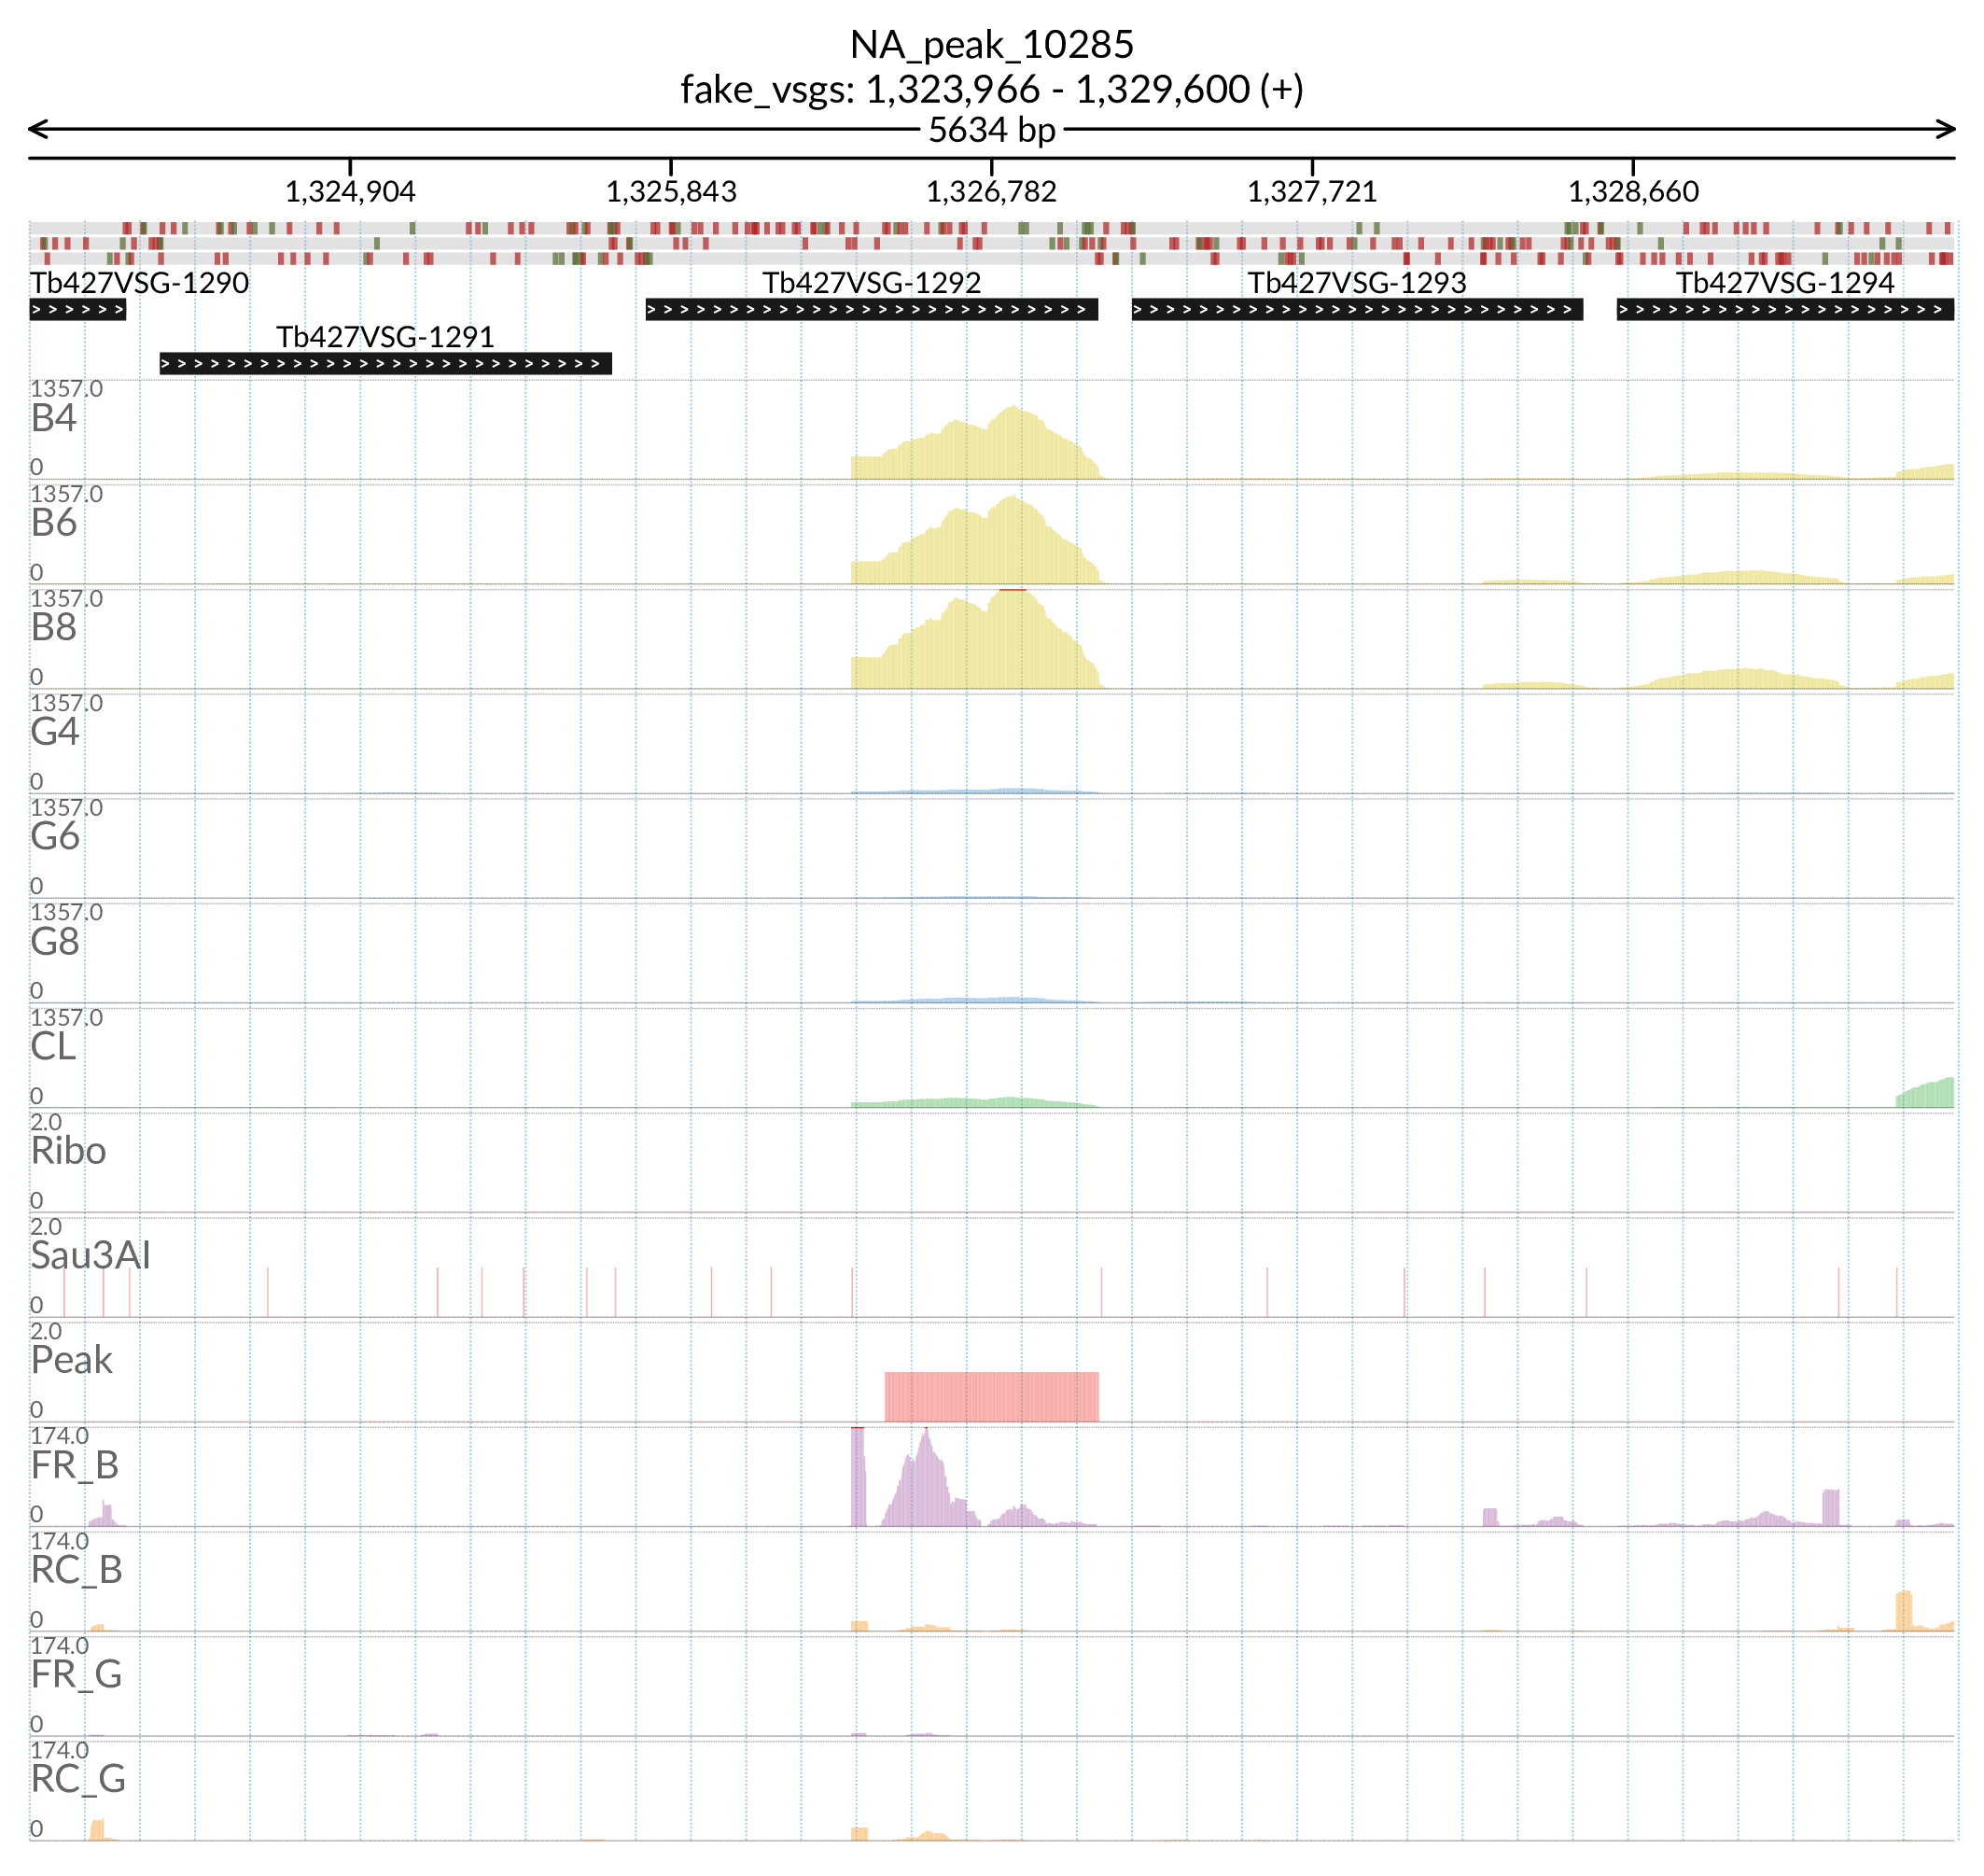 NA_peak_10285
fake_vsgs: 1,323,966 - 1,329,600 (+)
5634 bp
1,324,904 1,325,843 1,326,782 1,327,721 1,328,660
Tb427VSG-1290 Tb427VSG-1292 Tb427VSG-1293 Tb427VSG-1294
Tb427VSG-1291
1357.0
B4
0
1357.0
B6
0
1357.0
B8
0
1357.0
G4
0
1357.0
G6
0
1357.0
G8
0
1357.0
CL
0
2.0
Ribo
0
2.0
Sau3AI
0
2.0
Peak
0
174.0
FR_B
0
174.0
RC_B
0
174.0
FR_G
0
174.0
RC_G
0